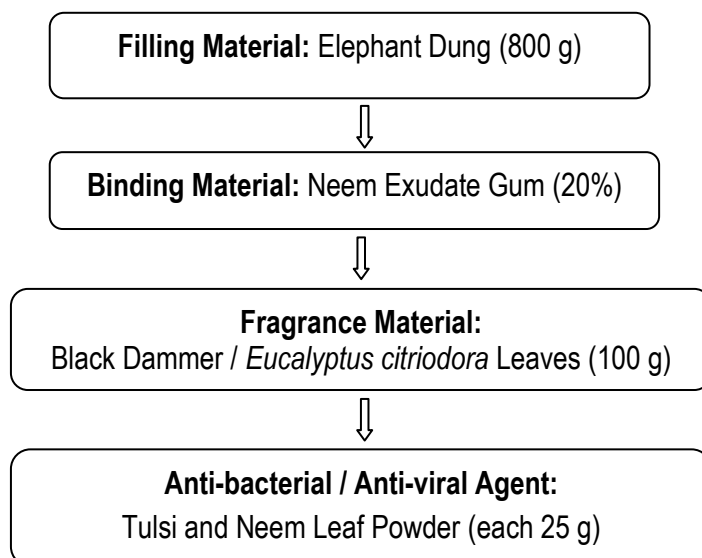 Filling Material: Elephant Dung (800 g)
Binding Material: Neem Exudate Gum (20%)
Fragrance Material:
Black Dammer / Eucalyptus citriodora Leaves (100 g)
Anti-bacterial / Anti-viral Agent:
Tulsi and Neem Leaf Powder (each 25 g)